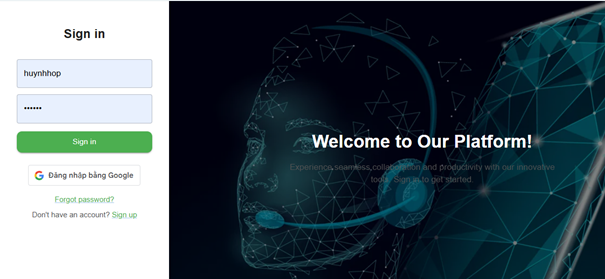 Sign in
huynhhop
••••••
Sign in
Đăng nhập bằng Google
Forgot password?
Don't have an account? Sign up
Welcome to Our Platform!
Experience seamless collaboration and productivity with our innovative
tools. Sign in to get started.